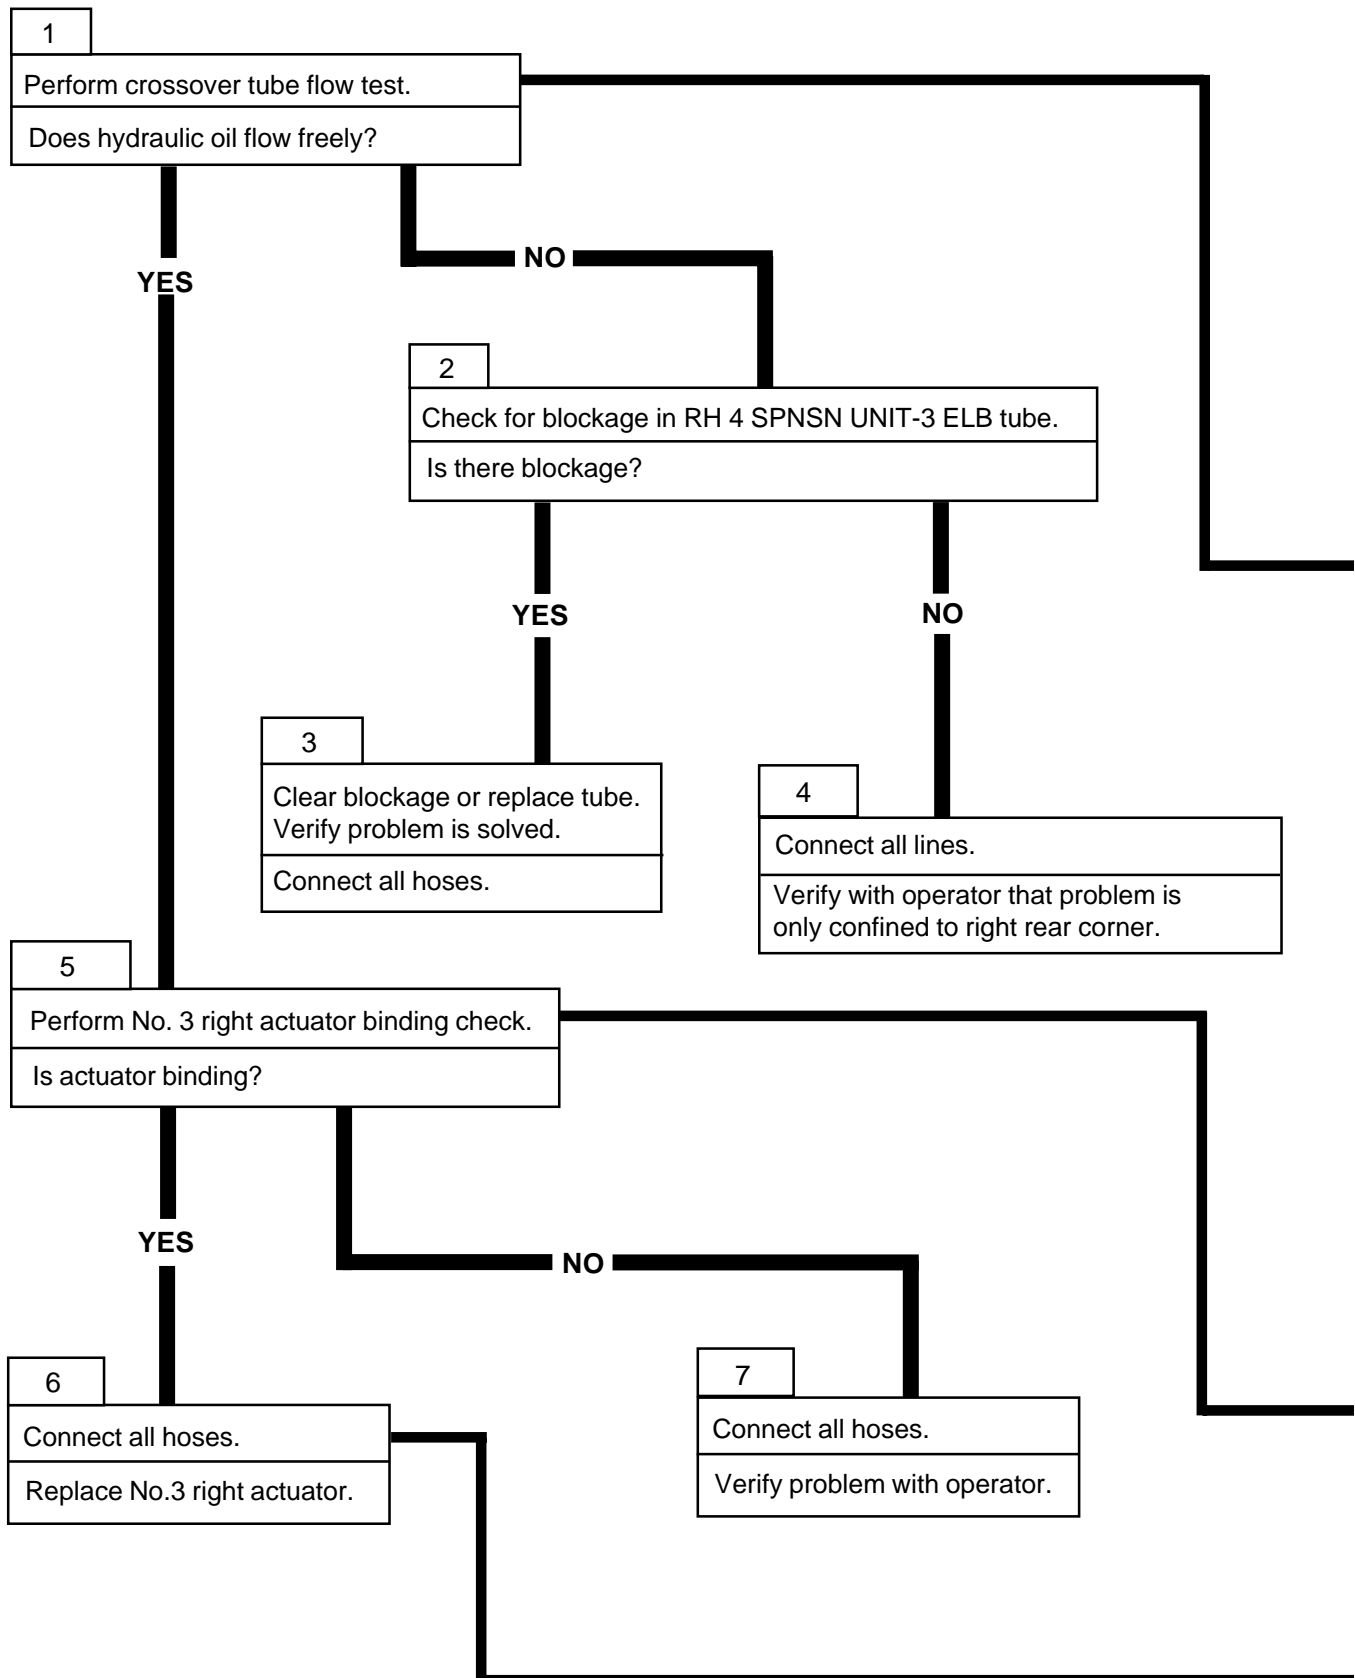 1
Perform crossover tube flow test.
Does hydraulic oil flow freely?
YES
NO
2
Check for blockage in RH 4 SPNSN UNIT-3 ELB tube.
Is there blockage?
YES
NO
3
Clear blockage or replace tube.
Verify problem is solved.
Connect all hoses.
4
Connect all lines.
Verify with operator that problem is
only confined to right rear corner.
5
Perform No. 3 right actuator binding check.
Is actuator binding?
YES
NO
6
Connect all hoses.
Replace No.3 right actuator.
7
Connect all hoses.
Verify problem with operator.